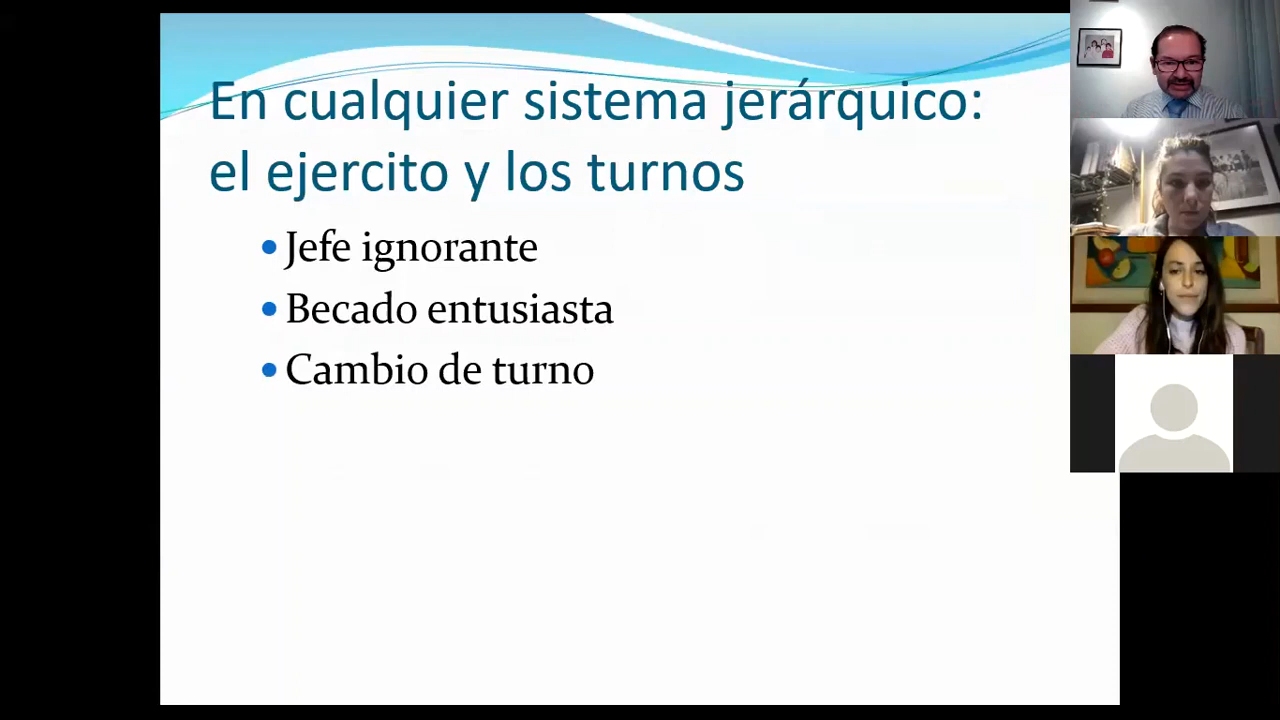 En cualquier sistema jerárquico:
el ejercito y los turnos
• Jefe ignorante
• Becado entusiasta
• Cambio de turno